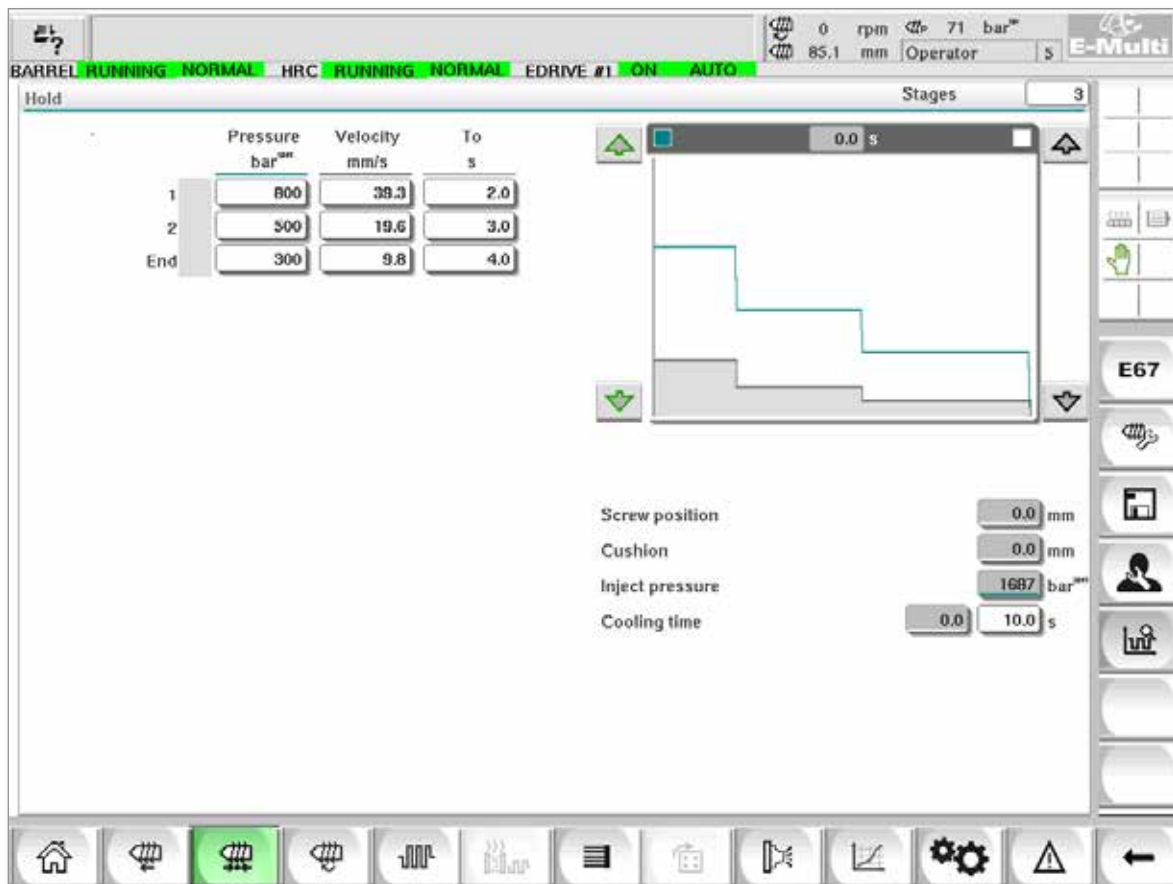 0 rpm 71 bar
E-Multi
85.1 mm Operator S
BARREL RUNNING NORMAL HRC RUNNING NORMAL EDRIVE #1 ON AUTO
Hold Stages 3
Pressure Velocity To
bar mm/s s
0.0 s
1 800 39.3 2.0
2 500 19.6 3.0
End 300 9.8 4.0
E67
Screw position 0.0 mm
Cushion 0.0 mm
Inject pressure 1687 bar
Cooling time 0.0 10.0 s